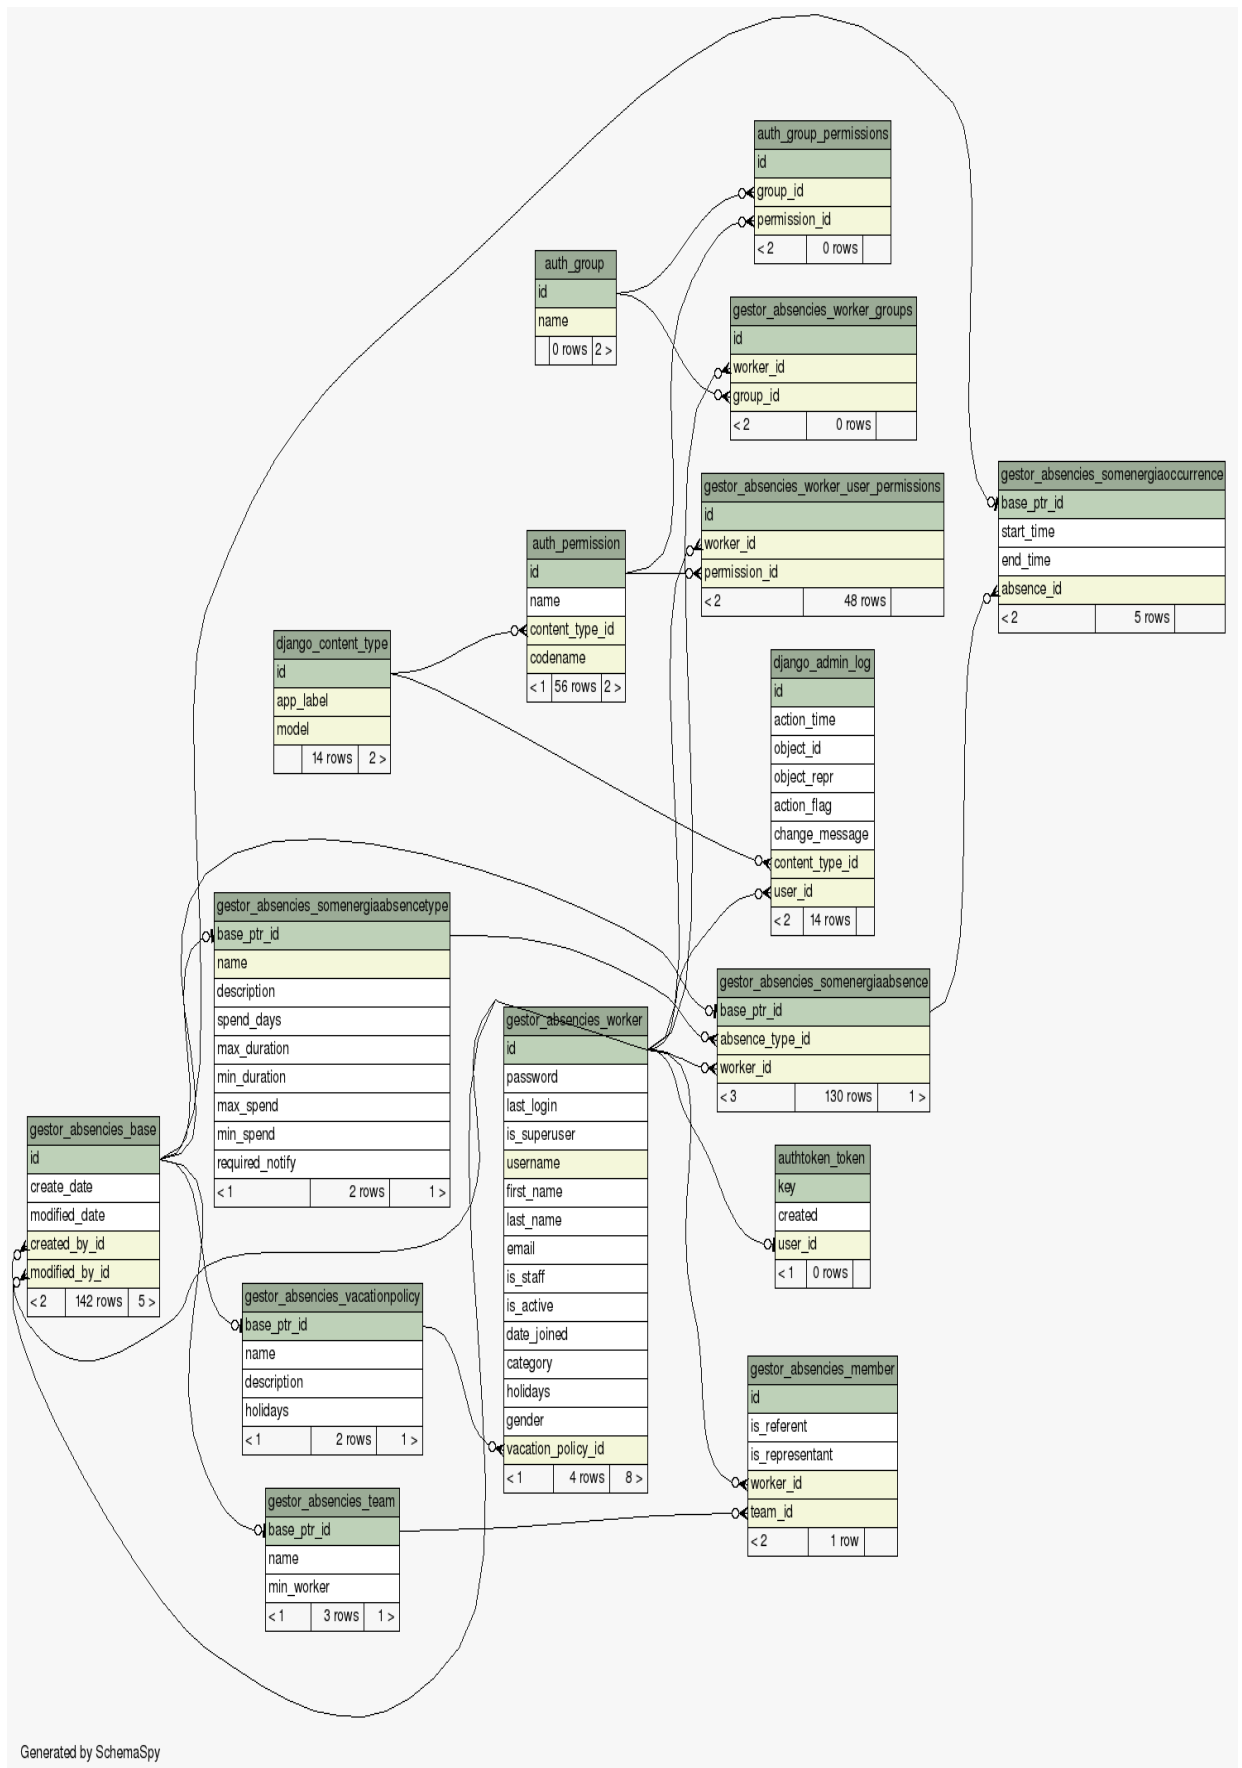 auth_group_permissions
id
group_id
permission_id
< 2 0 rows
auth_group
id
name
0 rows 2 >
gestor_absencies_worker_groups
id
worker_id
group_id
< 2 0 rows
gestor_absencies_somenergiaoccurrence
base_ptr_id
start_time
end_time
absence_id
< 2 5 rows
gestor_absencies_worker_user_permissions
id
worker_id
permission_id
< 2 48 rows
auth_permission
id
name
content_type_id
codename
< 1 56 rows 2 >
django_content_type
id
app_label
model
14 rows 2 >
django_admin_log
id
action_time
object_id
object_repr
action_flag
change_message
content_type_id
user_id
< 2 14 rows
gestor_absencies_somenergiaabsencetype
base_ptr_id
name
description
spend_days
max_duration
min_duration
max_spend
min_spend
required_notify
< 1 2 rows 1 >
gestor_absencies_somenergiaabsence
base_ptr_id
absence_type_id
worker_id
< 3 130 rows 1 >
gestor_absencies_worker
id
password
last_login
is_superuser
username
first_name
last_name
email
is_staff
is_active
date_joined
category
holidays
gender
vacation_policy_id
< 1 4 rows 8 >
gestor_absencies_base
id
create_date
modified_date
created_by_id
modified_by_id
< 2 142 rows 5 >
authtoken_token
key
created
user_id
< 1 0 rows
gestor_absencies_vacationpolicy
base_ptr_id
name
description
holidays
< 1 2 rows 1 >
gestor_absencies_member
id
is_referent
is_representant
worker_id
team_id
< 2 1 row
gestor_absencies_team
base_ptr_id
name
min_worker
< 1 3 rows 1 >
Generated by SchemaSpy